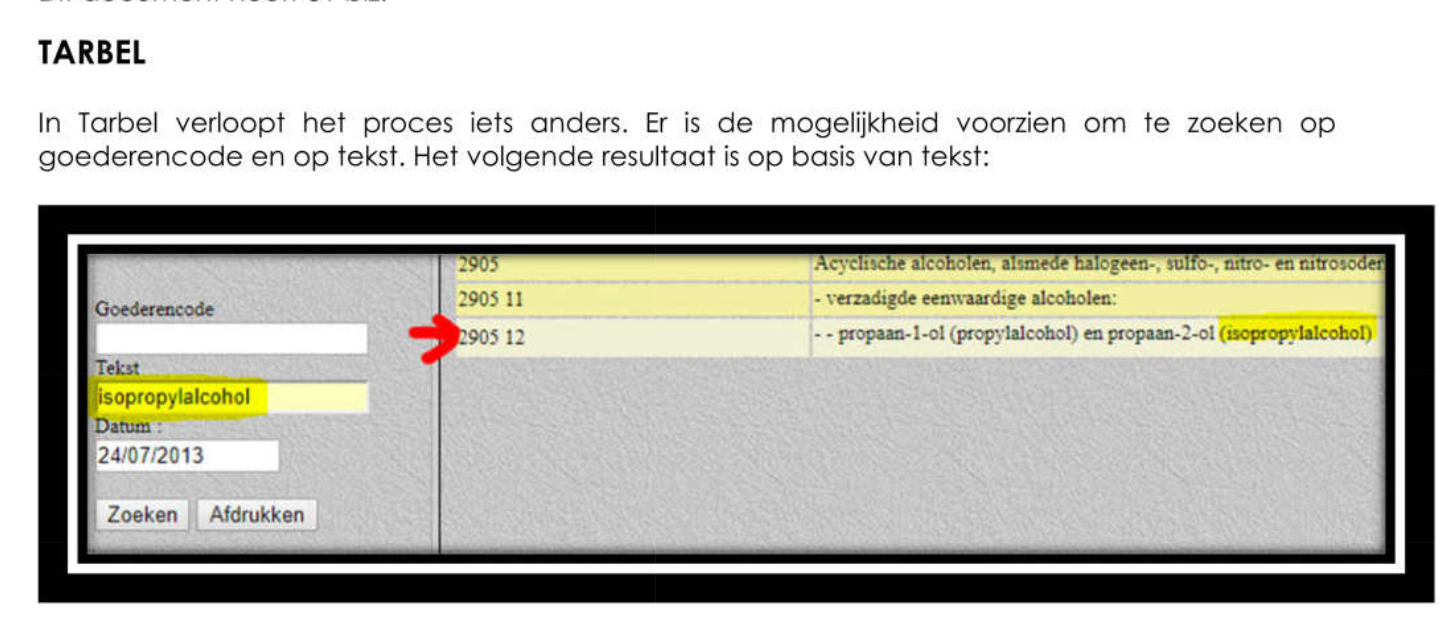 TARBEL
In Tarbel verloopt het proces iets anders. Er is de mogelijkheid voorzien om te zoeken op
goederencode en op tekst. Het volgende resultaat is op basis van tekst:
2905 Acyclische alcoholen, alsmede halogeen-, sulfo-, nitro- en nitrosoder
Goederencode
2905 11 - verzadigde eenwaardige alcoholen:
2905 12 - - propaan-1-ol (propylalcohol) en propaan-2-ol (isopropylalcohol)
Tekst
isopropylalcohol
Datum :
24/07/2013
Zoeken Afdrukken